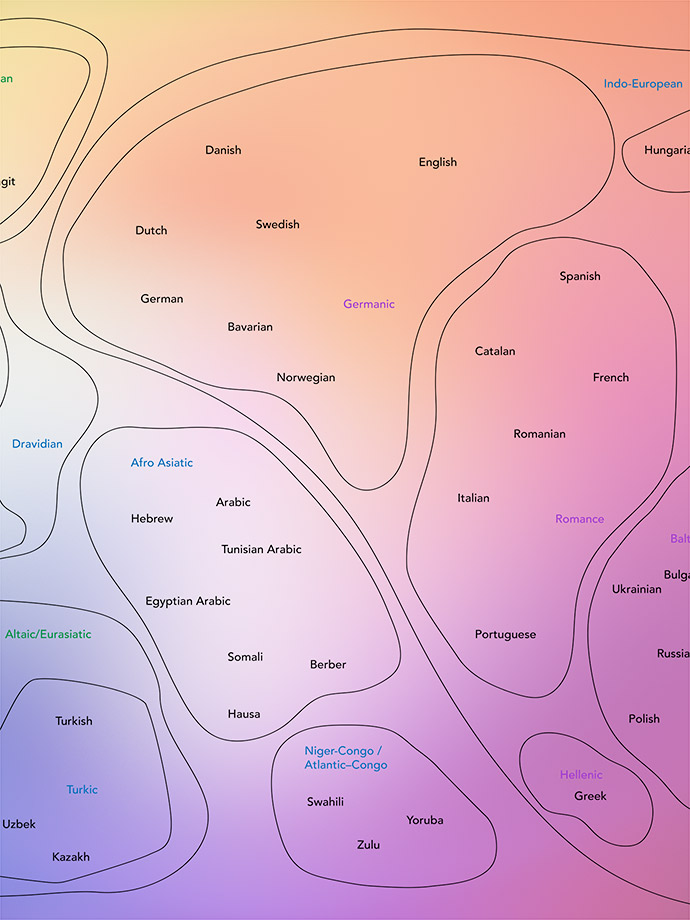 an
Indo-European
Danish
Hungaria
English
git
Swedish
Dutch
Spanish
German
Germanic
Bavarian
Catalan
Norwegian
French
Romanian
Dravidian
Afro Asiatic
Italian
Arabic
Hebrew
Romance
Balt
Tunisian Arabic
Bulga
Ukrainian
Egyptian Arabic
Altaic/Eurasiatic
Portuguese
Russia
Somali
Berber
Hausa
Polish
Turkish
Niger-Congo /
Atlantic–Congo
Hellenic
Turkic
Greek
Swahili
Yoruba
Uzbek
Zulu
Kazakh